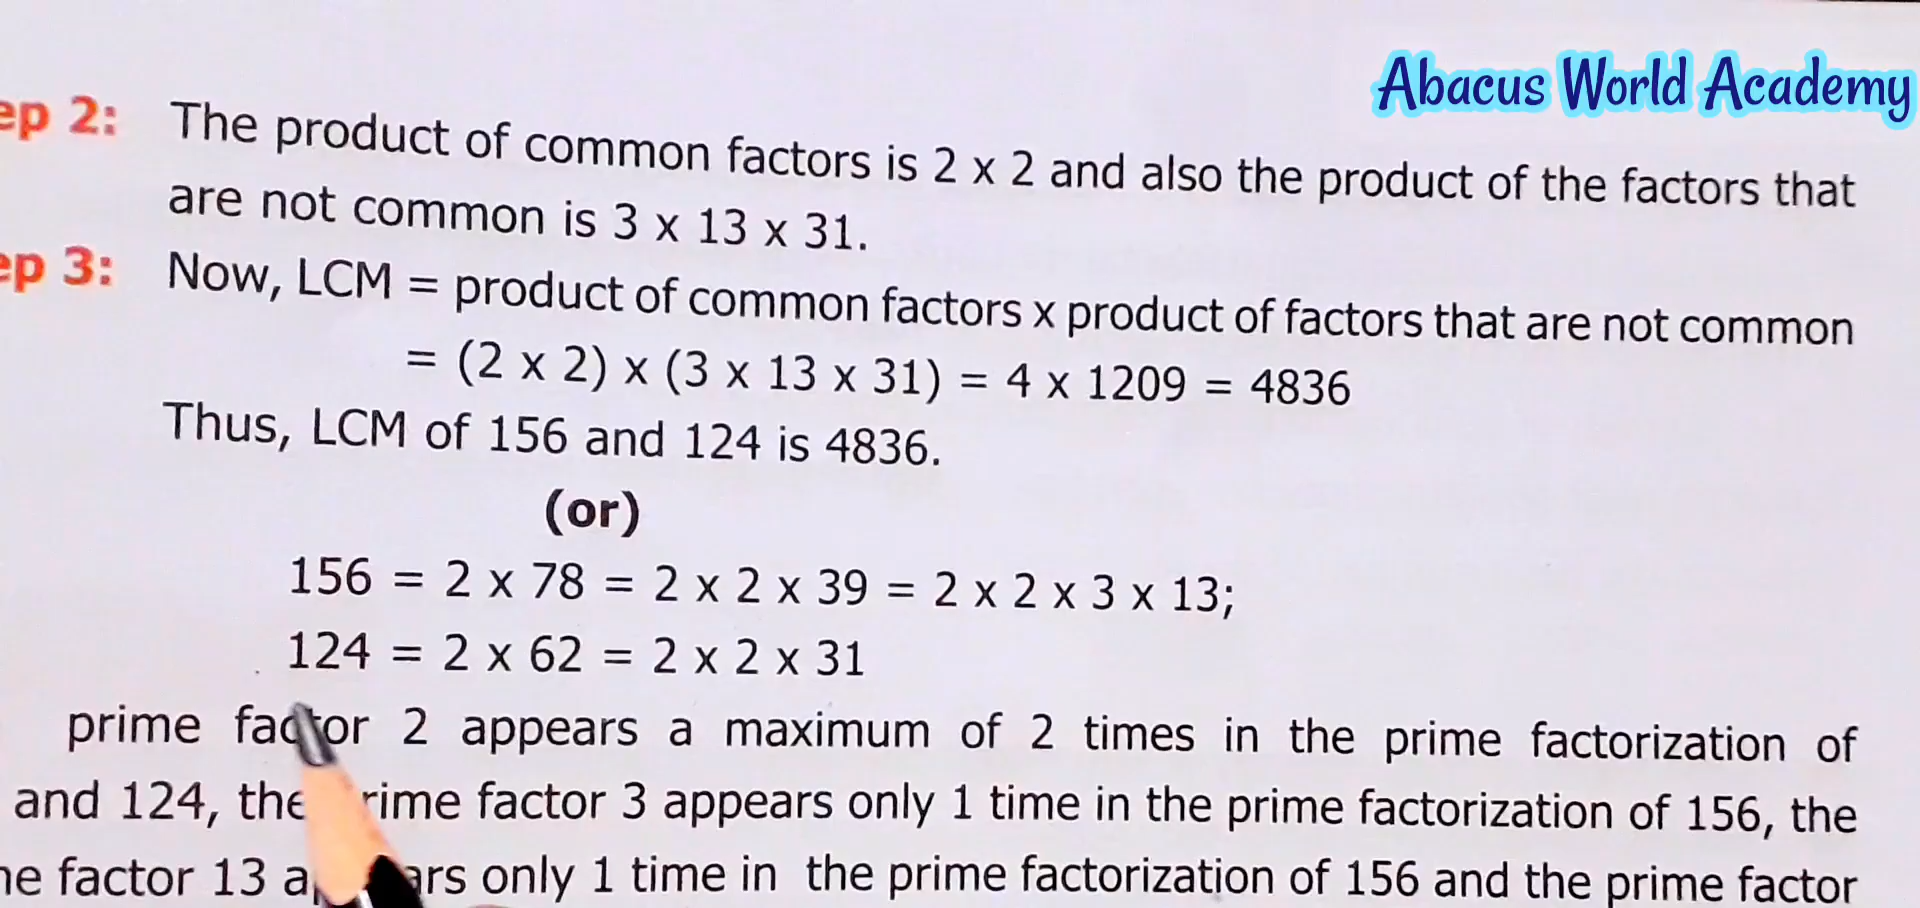 Abacus World Academy
ep 2: The product of common factors is 2 x 2 and also the product of the factors that
are not common is 3 x 13 x 31.
ep 3: Now, LCM = product of common factors x product of factors that are not common
= (2 x 2) x (3 x 13 x 31) = 4 x 1209 = 4836
Thus, LCM of 156 and 124 is 4836.
(or)
156 = 2 x 78 = 2 x 2 x 39 = 2 x 2 x 3 x 13;
124 = 2 x 62 = 2 x 2 x 31
prime factor 2 appears a maximum of 2 times in the prime factorization of
and 124, the rime factor 3 appears only 1 time in the prime factorization of 156, the
factor 13 only 1 time in the prime factorization of 156 and the prime factor